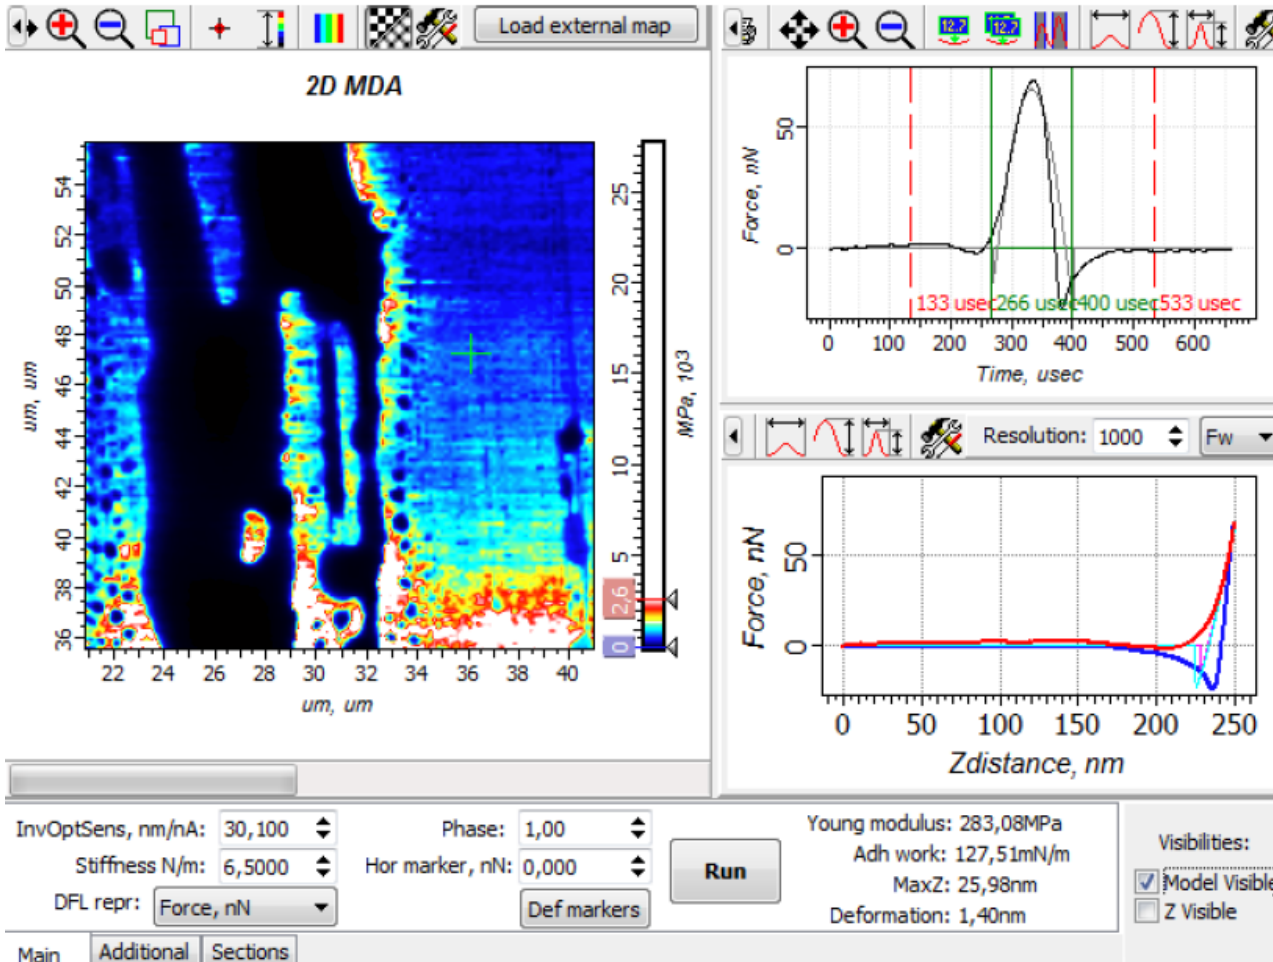 Load external map
12.7
12.7
2D MDA
54
52
50
48
46
44
42
40
38
36
um, um
22 24 26 28 30 32 34 36 38 40
um, um
25
20
15
10
5
2,6
0
MPa, 10^3
50
0
Force, nN
133 usec 266 usec 400 usec 533 usec
0 100 200 300 400 500 600
Time, usec
Resolution: 1000 Fw
50
0
Force, nN
0 50 100 150 200 250
Zdistance, nm
InvOptSens, nm/nA: 30,100
Stiffness N/m: 6,5000
DFL repr: Force, nN
Phase: 1,00
Hor marker, nN: 0,000
Def markers
Run
Young modulus: 283,08MPa
Adh work: 127,51mN/m
MaxZ: 25,98nm
Deformation: 1,40nm
Visibilities:
Model Visible
Z Visible
Main Additional Sections